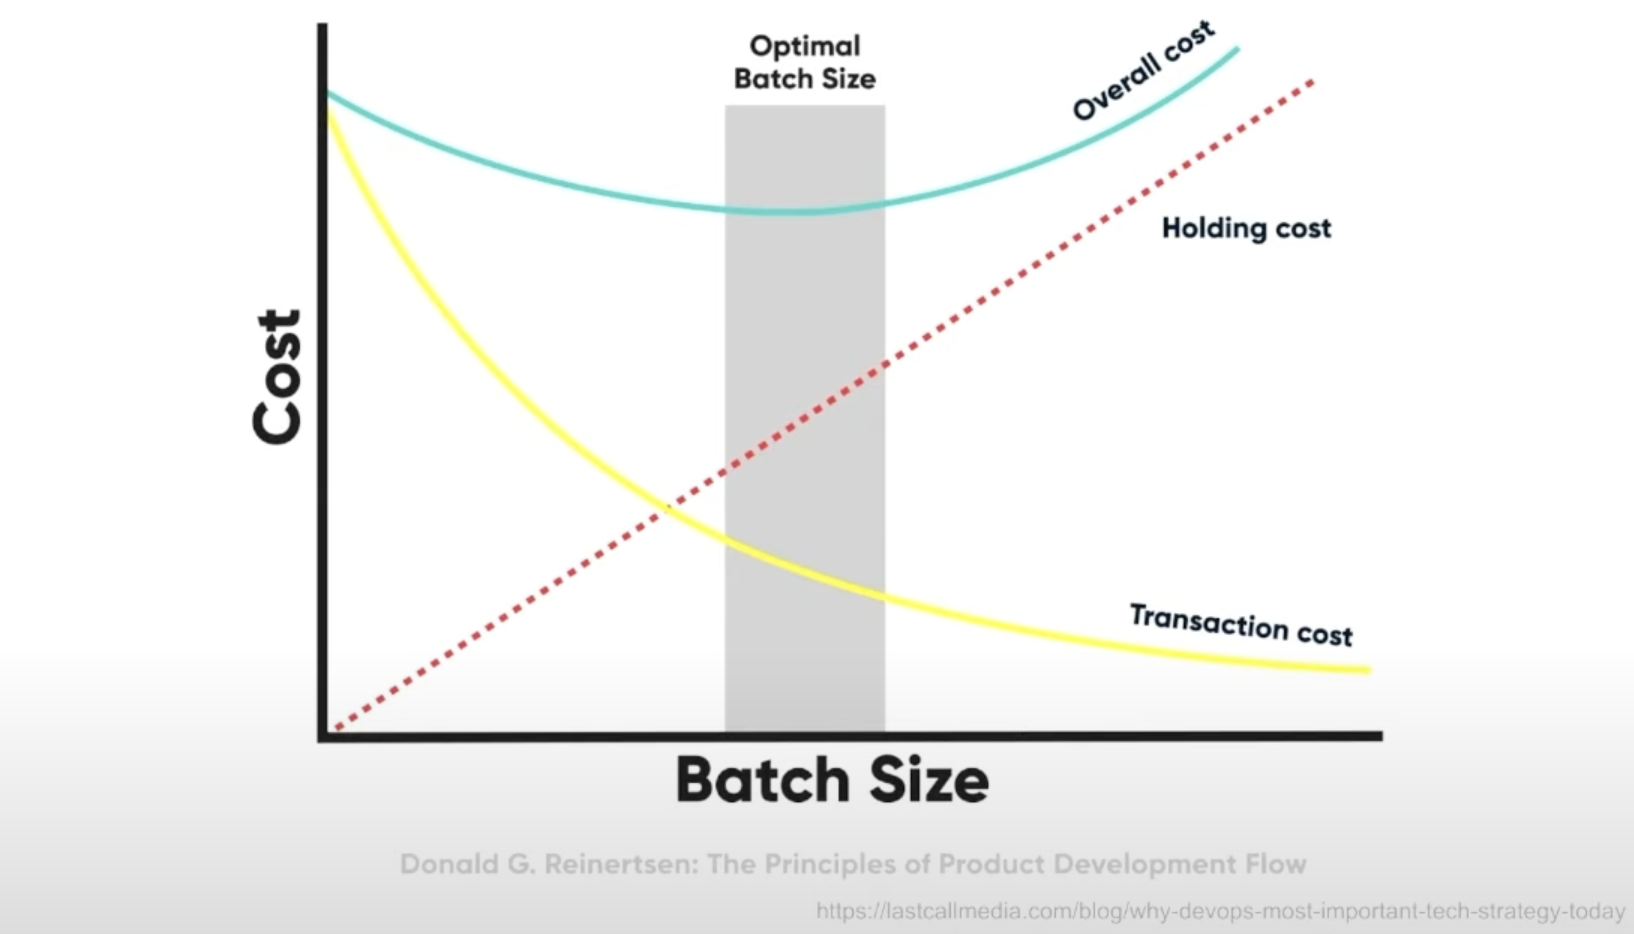 Optimal
Batch Size
Overall cost
Holding cost
Cost
Transaction cost
Batch Size
Donald G. Reinertsen: The Principles of Product Development Flow
https://lastcallmedia.com/blog/why-devops-most-important-tech-strategy-today